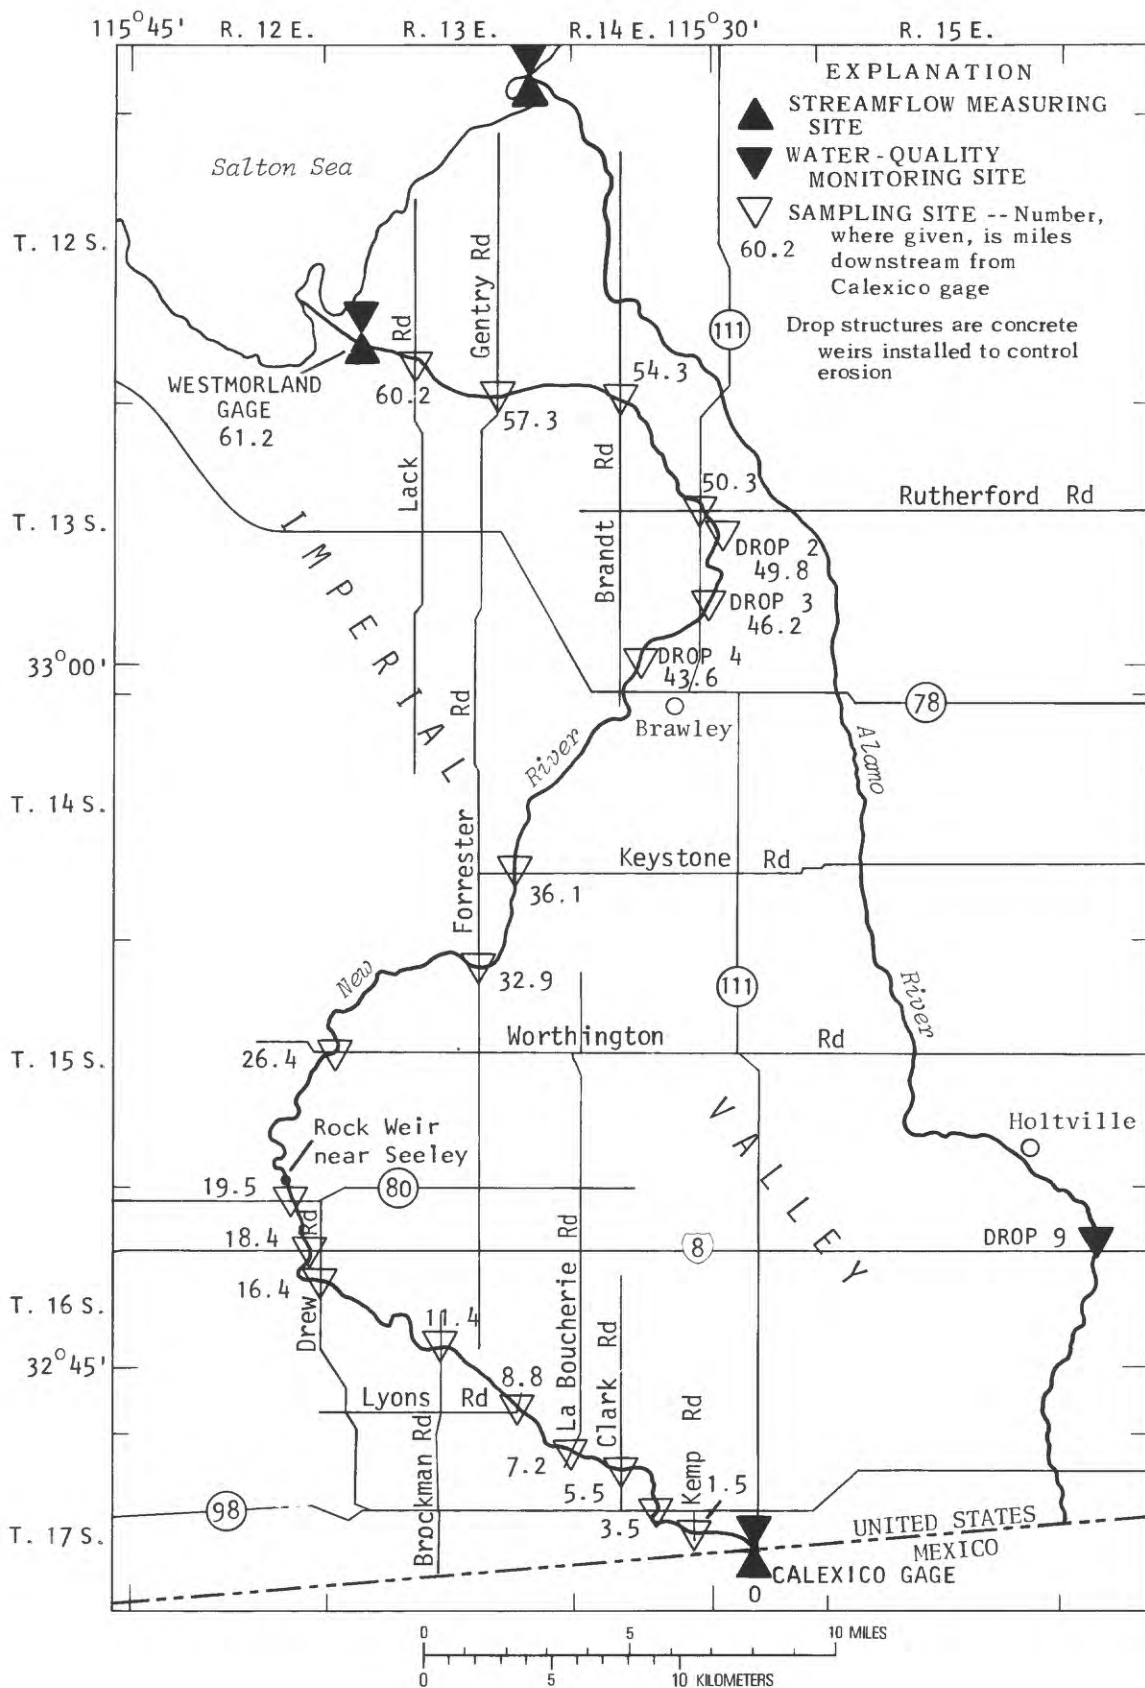 115°45' R. 12 E. R. 13 E. R. 14 E. 115°30' R. 15 E.
EXPLANATION
STREAMFLOW MEASURING
SITE
WATER-QUALITY
MONITORING SITE
SAMPLING SITE -- Number,
where given, is miles
downstream from
Calexico gage
60.2
Drop structures are concrete
weirs installed to control
erosion
Salton Sea
T. 12 S.
Gentry Rd
111
WESTMORLAND
GAGE
61.2
60.2
57.3
54.3
Lack Rd
Brandt Rd
50.3
Rutherford Rd
T. 13 S.
DROP 2
49.8
DROP 3
46.2
DROP 4
43.6
33°00'
IMPERIAL
78
Brawley
New River
Alamo River
T. 14 S.
Forrester Rd
Keystone Rd
36.1
32.9
111
Worthington Rd
26.4
T. 15 S.
VALLEY
Holtville
Rock Weir
near Seeley
80
19.5
18.4
8
DROP 9
16.4
T. 16 S.
Drew Rd
11.4
La Boucherie Rd
Clark Rd
32°45'
8.8
Lyons Rd
Brockman Rd
7.2
5.5
Kemp Rd
1.5
98
3.5
T. 17 S.
UNITED STATES
MEXICO
CALEXICO GAGE
0
0 5 10 MILES
0 5 10 KILOMETERS